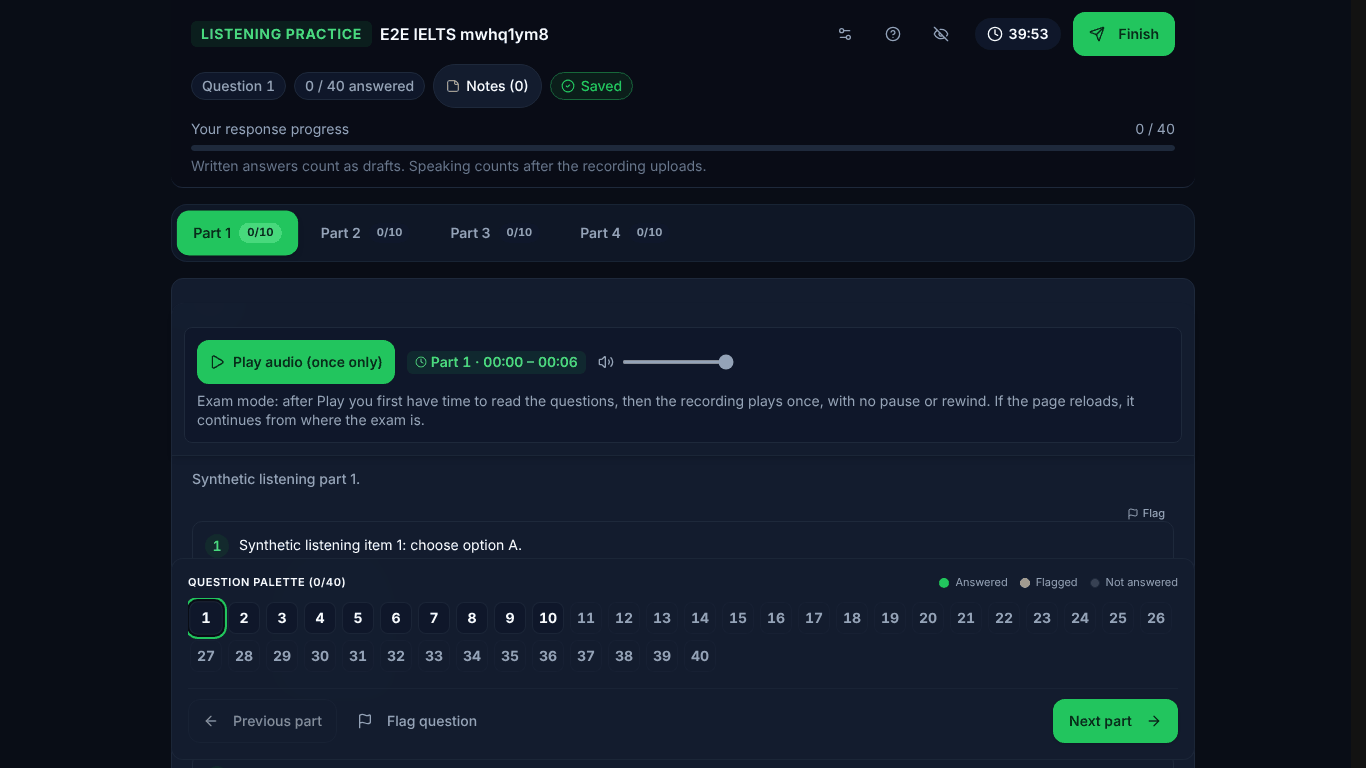 LISTENING PRACTICE E2E IELTS mwhq1ym8 39:53 Finish
Question 1 0 / 40 answered Notes (0) Saved
Your response progress 0 / 40
Written answers count as drafts. Speaking counts after the recording uploads.
Part 1 0/10 Part 2 0/10 Part 3 0/10 Part 4 0/10
Play audio (once only) Part 1 · 00:00 – 00:06
Exam mode: after Play you first have time to read the questions, then the recording plays once, with no pause or rewind. If the page reloads, it
continues from where the exam is.
Synthetic listening part 1.
Flag
1 Synthetic listening item 1: choose option A.
QUESTION PALETTE (0/40) Answered Flagged Not answered
1 2 3 4 5 6 7 8 9 10 11 12 13 14 15 16 17 18 19 20 21 22 23 24 25 26
27 28 29 30 31 32 33 34 35 36 37 38 39 40
Previous part Flag question Next part